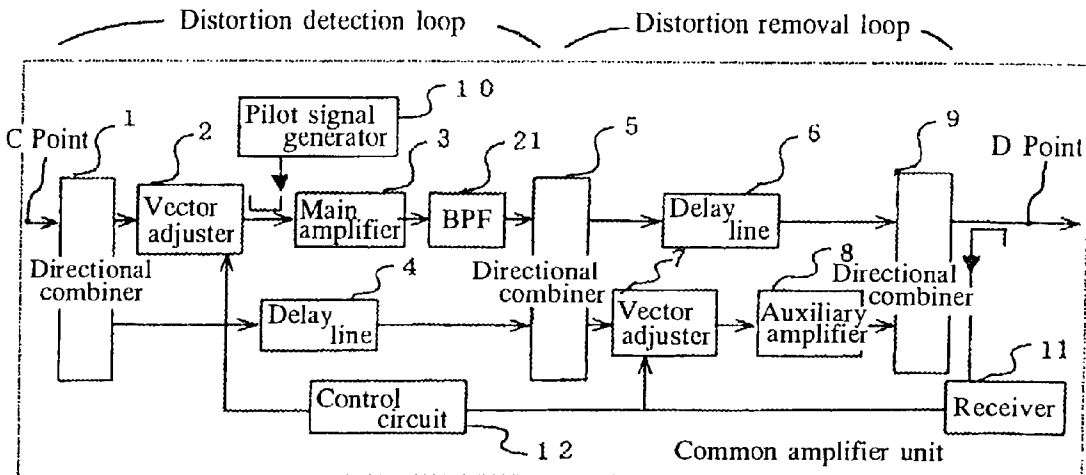 Distortion detection loop
Distortion removal loop
C Point
1
2
Pilot signal
generator
10
3
21
5
6
9
D Point
Vector
adjuster
Main
amplifier
BPF
Delay
line
Directional
combiner
4
Delay
line
Directional
combiner
7
Vector
adjuster
8
Auxiliary
amplifier
Directional
combiner
11
Control
circuit
12
Receiver
Common amplifier unit